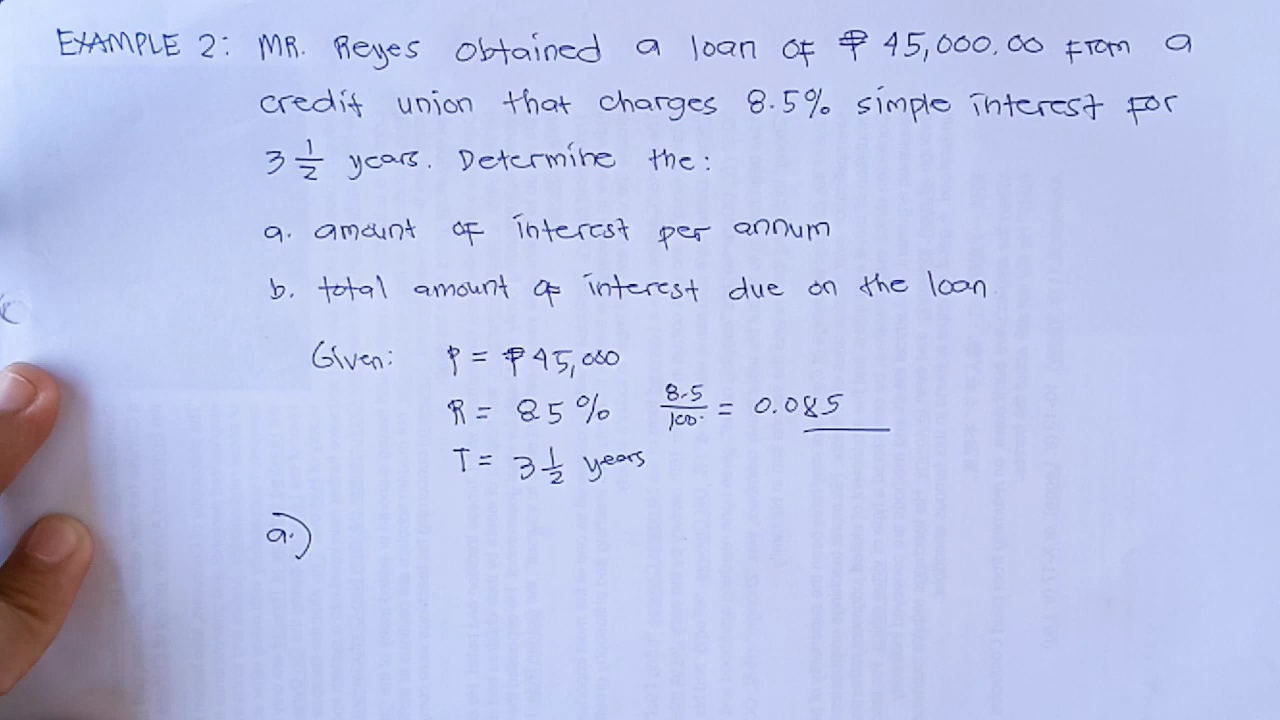 EXAMPLE 2: MR. Reyes obtained a loan of ₱ 45,000.00 from a
credit union that charges 8.5% simple interest for
3 1/2 years. Determine the:
a. amount of interest per annum
b. total amount of interest due on the loan
Given: P = ₱45,000
R = 8.5% 8.5/100 = 0.085
T = 3 1/2 years
a.)